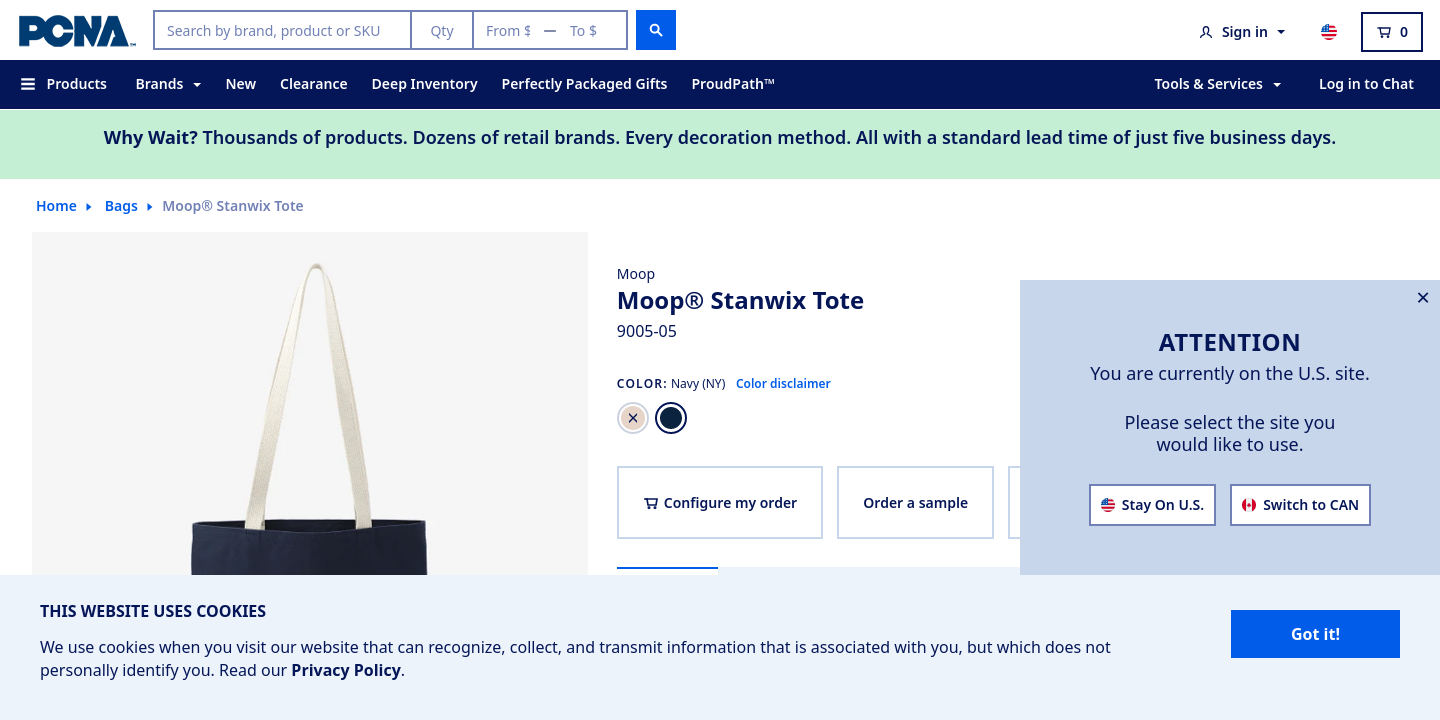 PCNA™
Search by brand, product or SKU
Qty
From $
To $
Sign in
0
Products
Brands
New
Clearance
Deep Inventory
Perfectly Packaged Gifts
ProudPath™
Tools & Services
Log in to Chat
Why Wait? Thousands of products. Dozens of retail brands. Every decoration method. All with a standard lead time of just five business days.
Home
Bags
Moop® Stanwix Tote
Moop
Moop® Stanwix Tote
9005-05
COLOR: Navy (NY) Color disclaimer
Configure my order
Order a sample
ATTENTION
You are currently on the U.S. site.
Please select the site you
would like to use.
Stay On U.S.
Switch to CAN
THIS WEBSITE USES COOKIES
We use cookies when you visit our website that can recognize, collect, and transmit information that is associated with you, but which does not
personally identify you. Read our Privacy Policy.
Got it!